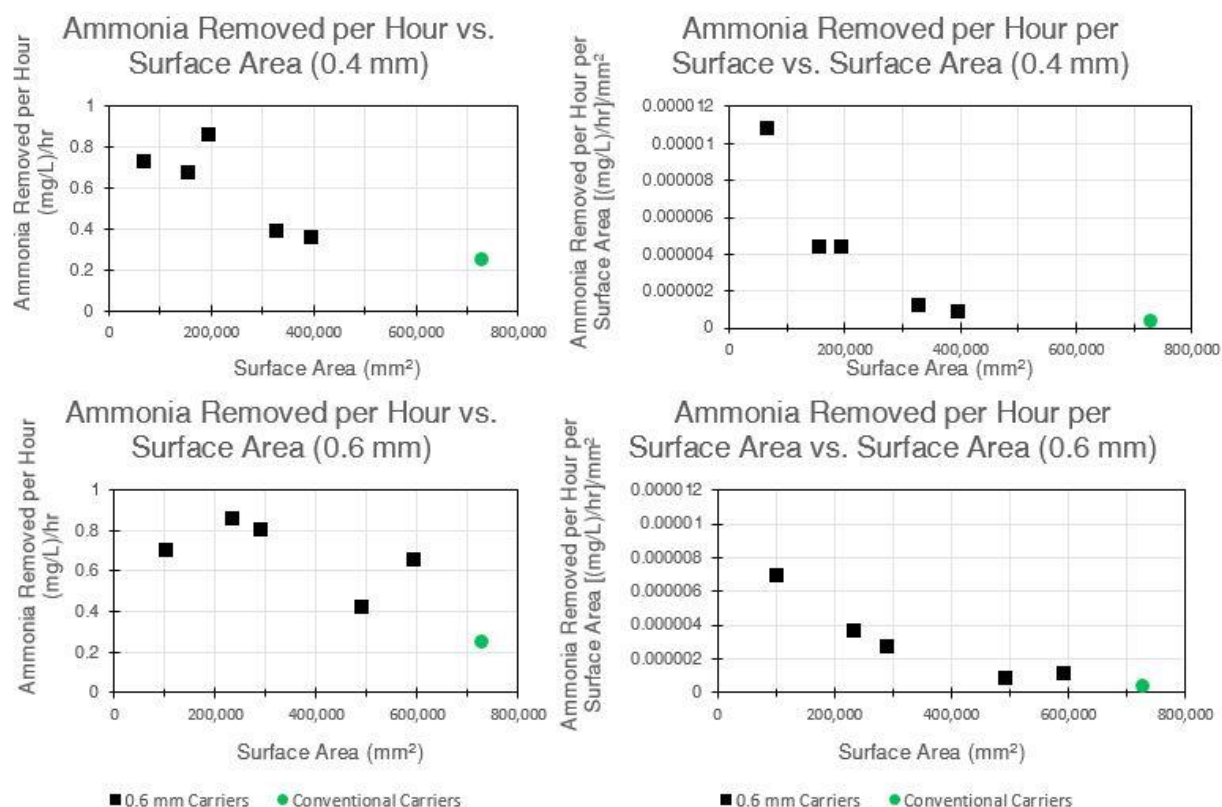 Ammonia Removed per Hour vs.
Surface Area (0.4 mm)
Ammonia Removed per Hour
(mg/L)/hr
1
0.8
0.6
0.4
0.2
0
0
200,000
400,000
600,000
800,000
Surface Area (mm²)
Ammonia Removed per Hour per
Surface vs. Surface Area (0.4 mm)
Ammonia Removed per Hour per
Surface Area [(mg/L)/hr]/mm²
0.000012
0.00001
0.000008
0.000006
0.000004
0.000002
0
0
200,000
400,000
600,000
800,000
Surface Area (mm²)
Ammonia Removed per Hour vs.
Surface Area (0.6 mm)
Ammonia Removed per Hour
(mg/L)/hr
1
0.8
0.6
0.4
0.2
0
0
200,000
400,000
600,000
800,000
Surface Area (mm²)
0.6 mm Carriers
Conventional Carriers
Ammonia Removed per Hour per
Surface Area vs. Surface Area (0.6 mm)
Ammonia Removed per Hour per
Surface Area [(mg/L)/hr]/mm²
0.000012
0.00001
0.000008
0.000006
0.000004
0.000002
0
0
200,000
400,000
600,000
800,000
Surface Area (mm²)
0.6 mm Carriers
Conventional Carriers